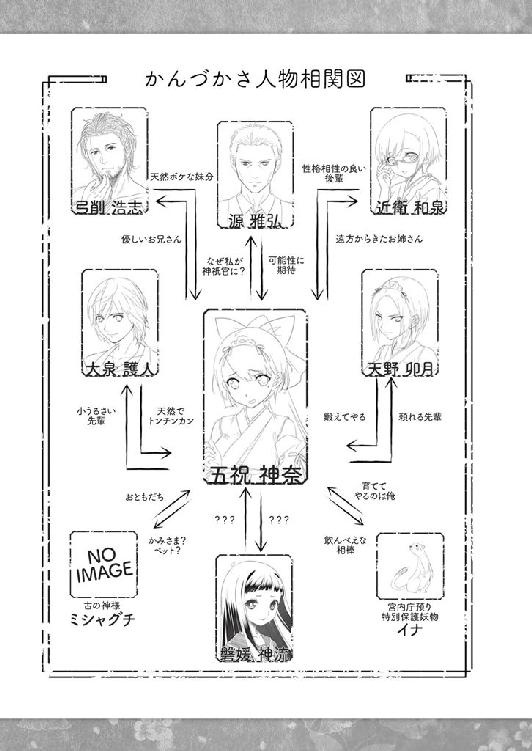 かんづかさ人物相関図
弓削 浩志
天然ボケな妹分
優しいお兄さん
源 雅弘
なぜ私が
神祇官に?
可能性に
期待
性格相性の良い
後輩
近衛 和泉
遠方からきたお姉さん
大泉 護人
小うるさい
先輩
天然で
トンチンカン
五祝 神奈
天野 卯月
鍛えてやる
頼れる先輩
おともだち
かみさま?
ペット?
NO
IMAGE
古の神様
ミシャグチ
???
???
磐媛 神流
育てて
やるのは俺
飲んべえな
相棒
宮内庁預り
特別保護妖物
イナ